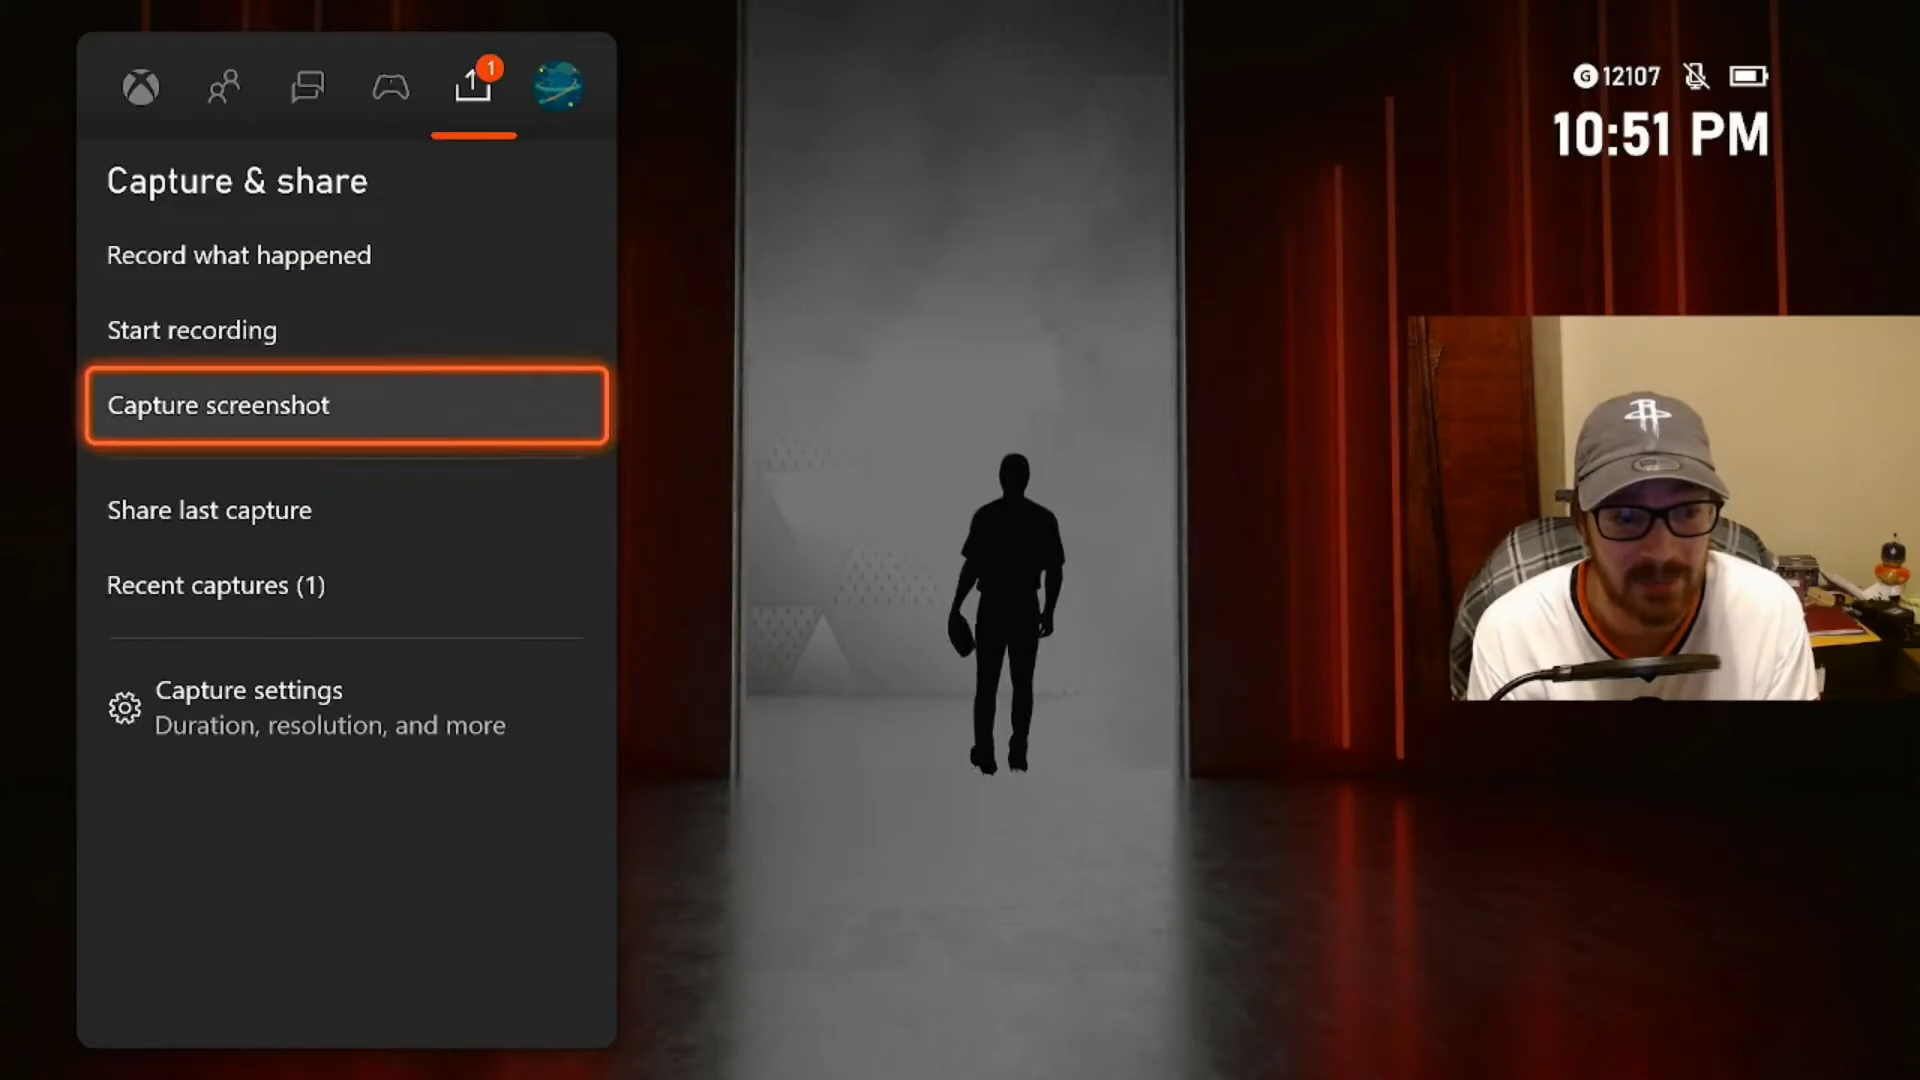 1
G 12107
10:51 PM
Capture & share
Record what happened
Start recording
Capture screenshot
Share last capture
Recent captures (1)
Capture settings
Duration, resolution, and more
R